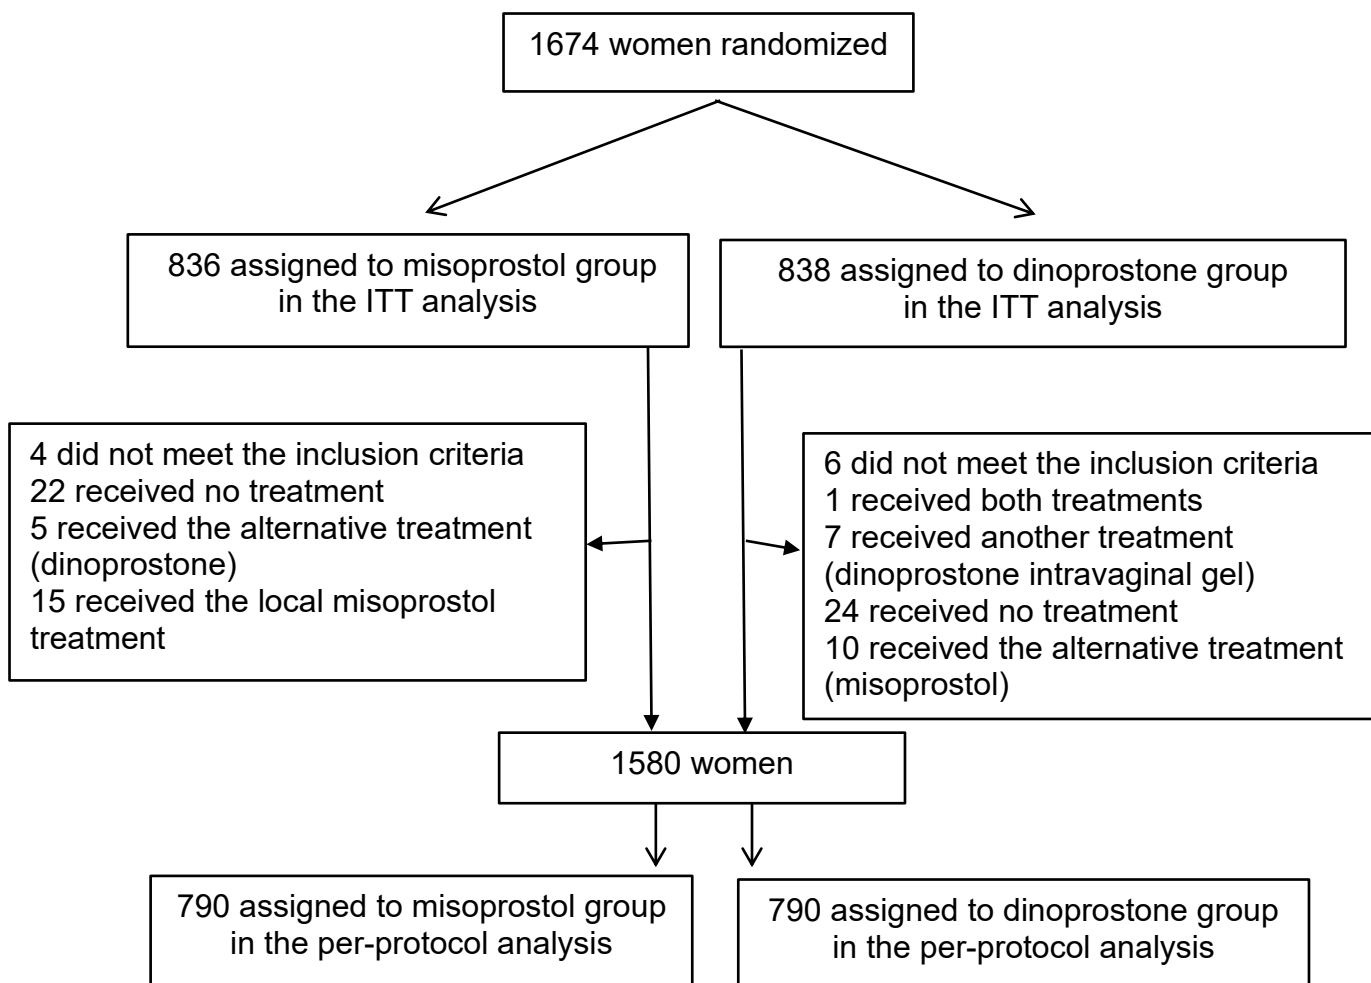 1674 women randomized
836 assigned to misoprostol group
in the ITT analysis
838 assigned to dinoprostone group
in the ITT analysis
4 did not meet the inclusion criteria
22 received no treatment
5 received the alternative treatment
(dinoprostone)
15 received the local misoprostol
treatment
6 did not meet the inclusion criteria
1 received both treatments
7 received another treatment
(dinoprostone intravaginal gel)
24 received no treatment
10 received the alternative treatment
(misoprostol)
1580 women
790 assigned to misoprostol group
in the per-protocol analysis
790 assigned to dinoprostone group
in the per-protocol analysis